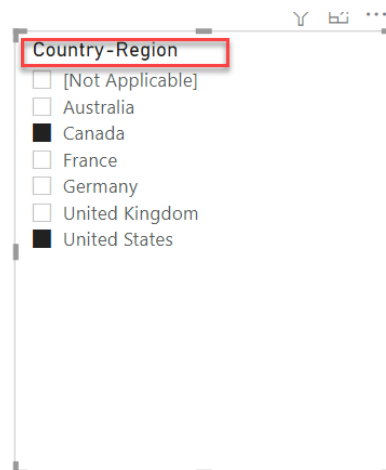 Country-Region
[Not Applicable]
Australia
Canada
France
Germany
United Kingdom
United States